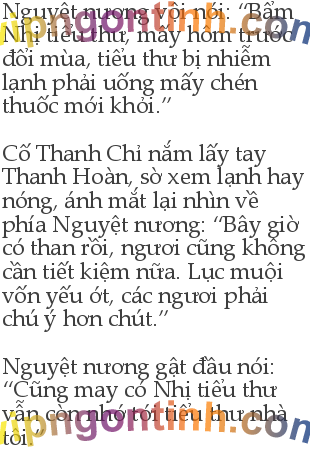 Nguyệt nương vội nói: “Bẩm
Nhị tiểu thư, mấy hôm trước
đổi mùa, tiểu thư bị nhiễm
lạnh phải uống mấy chén
thuốc mới khỏi.”

Cố Thanh Chỉ nắm lấy tay
Thanh Hoàn, sờ xem lạnh hay
nóng, ánh mắt lại nhìn về
phía Nguyệt nương: “Bây giờ
có than rồi, ngươi cũng không
cần tiết kiệm nữa. Lục muội
vốn yếu ớt, các ngươi phải
chú ý hơn chút.”

Nguyệt nương gật đầu nói:
“Cũng may có Nhị tiểu thư
vẫn còn nhớ tới tiểu thư nhà
tôi.”